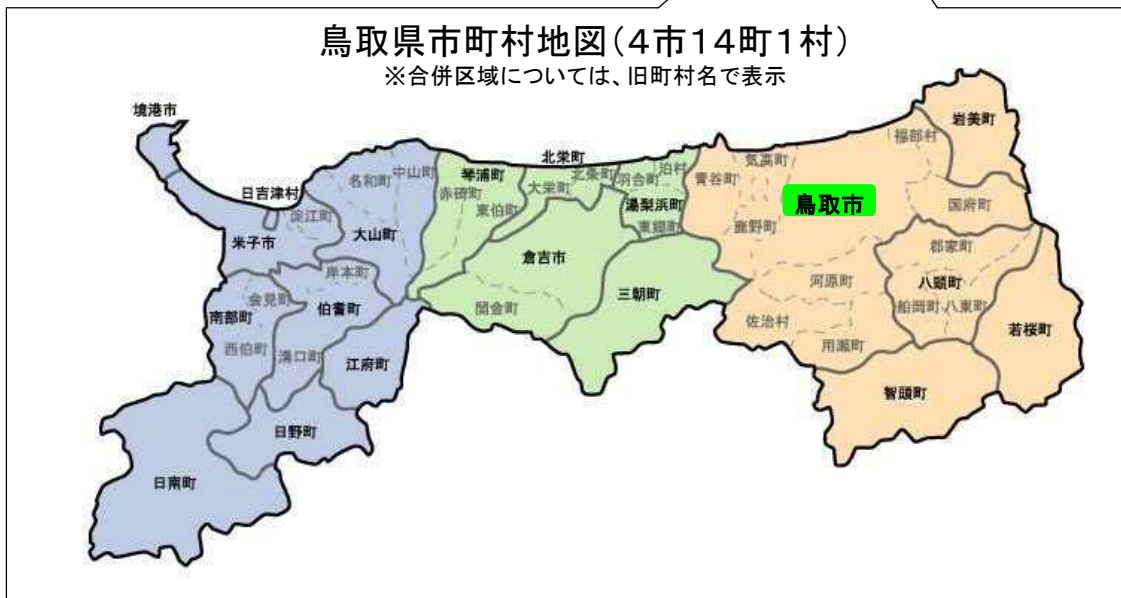 鳥取県市町村地図(4市14町1村)
※合併区域については、旧町村名で表示
境港市
岩美町
福部村
北栄町
気高町
中山町
琴浦町
北条町
泊村
名和町
大栄町
羽合町
青谷町
日吉津村
赤碕町
湯梨浜町
鳥取市
国府町
淀江町
東伯町
東郷町
鹿野町
米子市
大山町
倉吉市
郡家町
岸本町
河原町
八頭町
会見町
三朝町
伯耆町
関金町
船岡町
八東町
南部町
佐治村
若桜町
西伯町
溝口町
江府町
用瀬町
智頭町
日野町
日南町